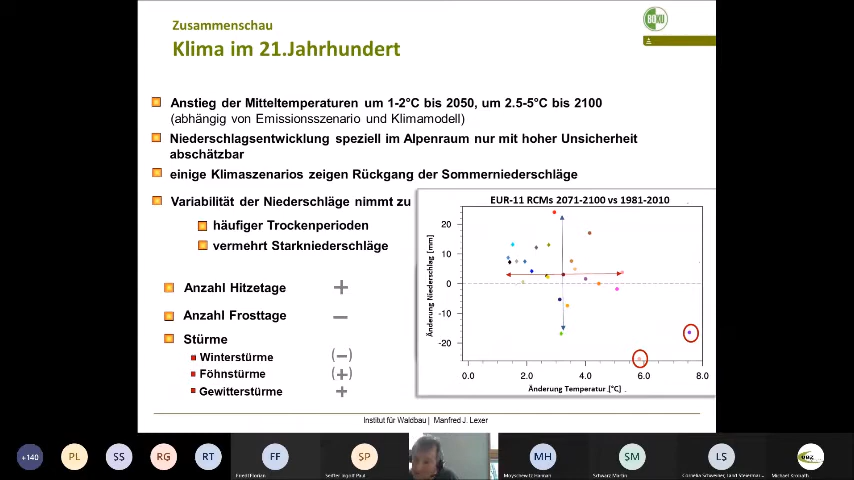 Zusammenschau
Klima im 21.Jahrhundert
BOKU
Anstieg der Mitteltemperaturen um 1-2°C bis 2050, um 2.5-5°C bis 2100
(abhängig von Emissionsszenario und Klimamodell)
Niederschlagsentwicklung speziell im Alpenraum nur mit hoher Unsicherheit
abschätzbar
einige Klimaszenarios zeigen Rückgang der Sommerniederschläge
Variabilität der Niederschläge nimmt zu
häufiger Trockenperioden
vermehrt Starkniederschläge
Anzahl Hitzetage +
Anzahl Frosttage –
Stürme
Winterstürme (–)
Föhnstürme (+)
Gewitterstürme +
EUR-11 RCMs 2071-2100 vs 1981-2010
Änderung Niederschlag [mm]
20
10
0
-10
-20
0.0 2.0 4.0 6.0 8.0
Änderung Temperatur [°C]
Institut für Waldbau | Manfred J. Lexer
+140 PL SS RG RT FF SP MH SM LS
Schwarz Martin